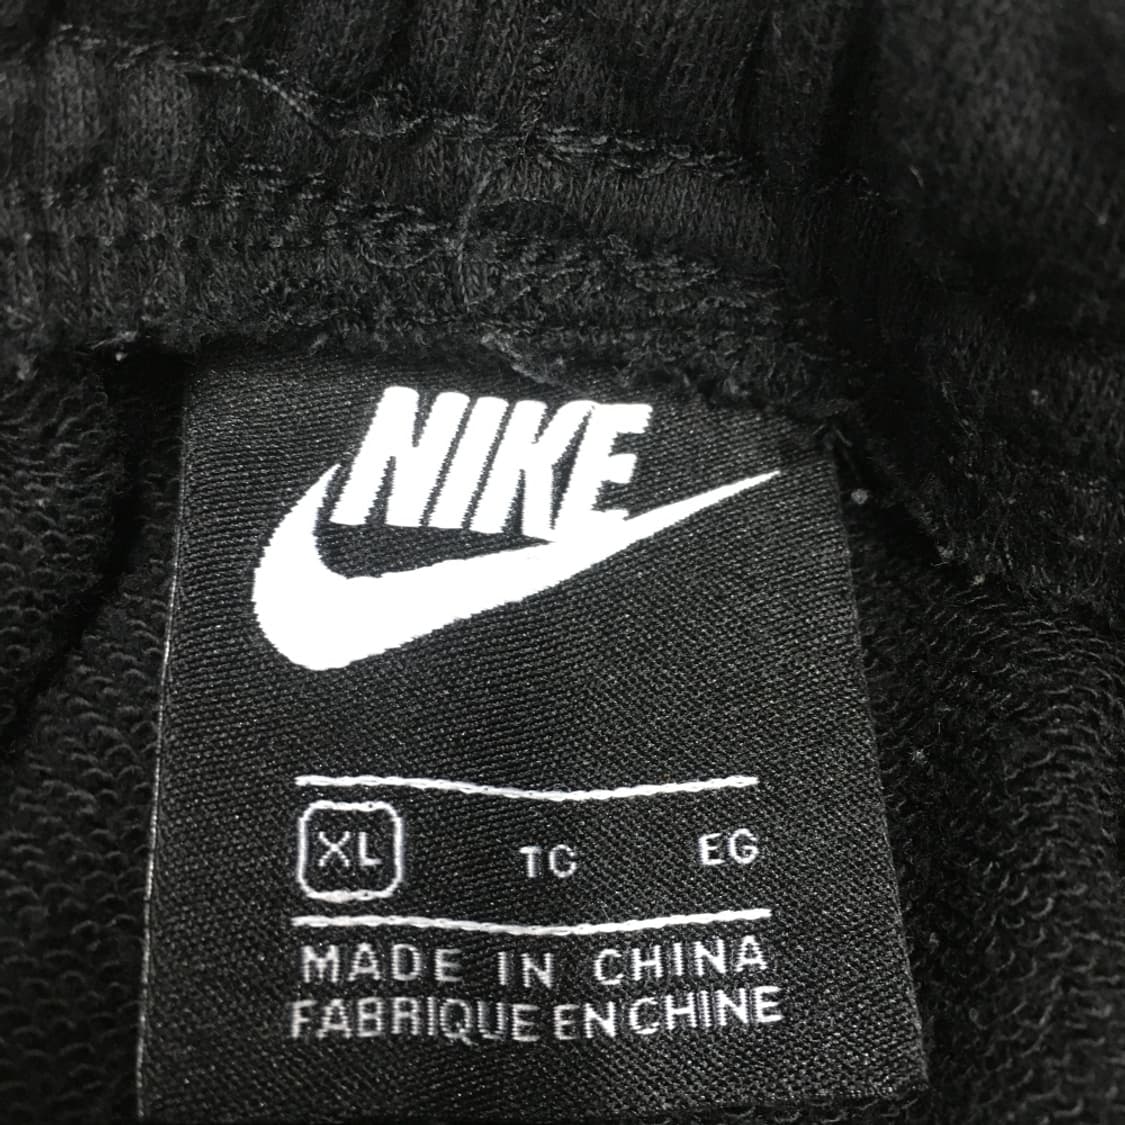 NIKE
XL TG EG
MADE IN CHINA
FABRIQUE EN CHINE